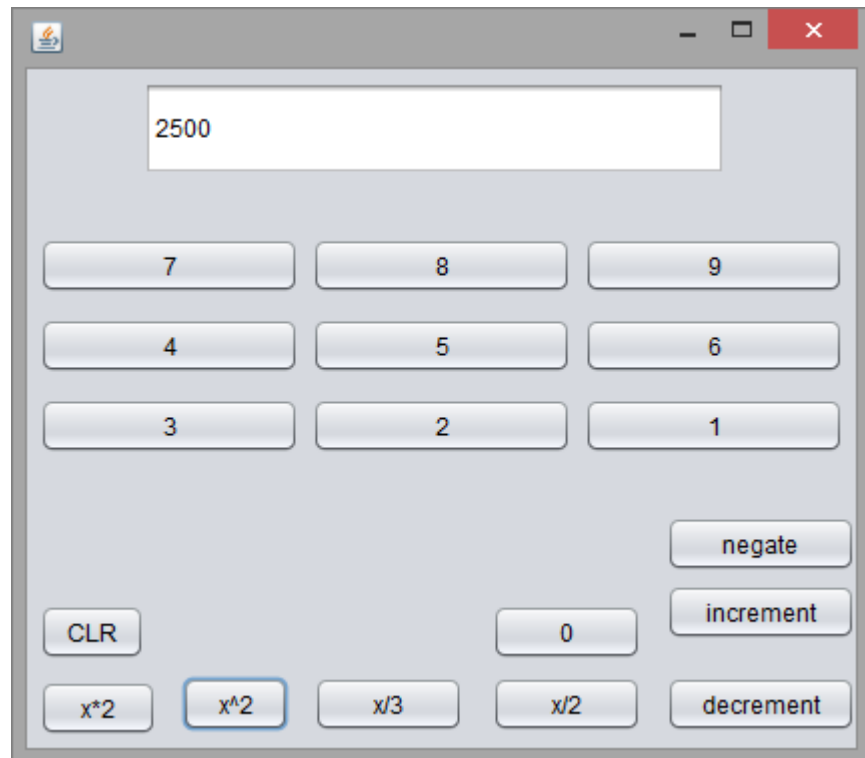 2500
7 8 9
4 5 6
3 2 1
negate
increment
CLR 0
x*2 x^2 x/3 x/2 decrement